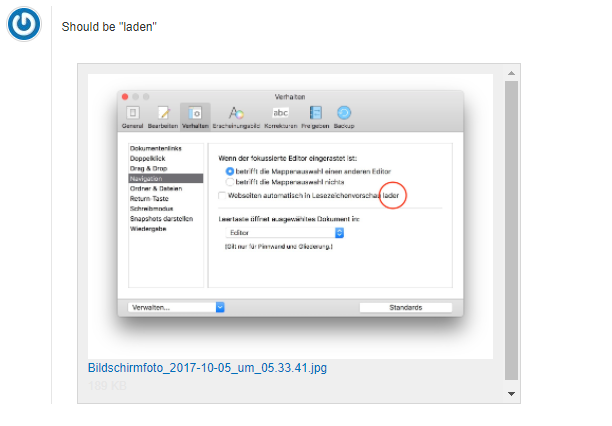 Should be "laden"
Verhalten
General Bearbeiten Verhalten Erscheinungsbild Korrekturen Freigeben Backup
Dokumentenlinks
Doppelklick
Drag & Drop
Navigation
Ordner & Dateien
Return-Taste
Schreibmodus
Snapshots darstellen
Wiedergabe
Wenn der fokussierte Editor eingerastet ist:
betrifft die Mappenauswahl einen anderen Editor
betrifft die Mappenauswahl nichts
Webseiten automatisch in Lesezeichenvorschau lader
Leertaste öffnet ausgewähltes Dokument in:
Editor
(Gilt nur für Pinnwand und Gliederung.)
Verwalten...
Standards
Bildschirmfoto_2017-10-05_um_05.33.41.jpg
189 KB